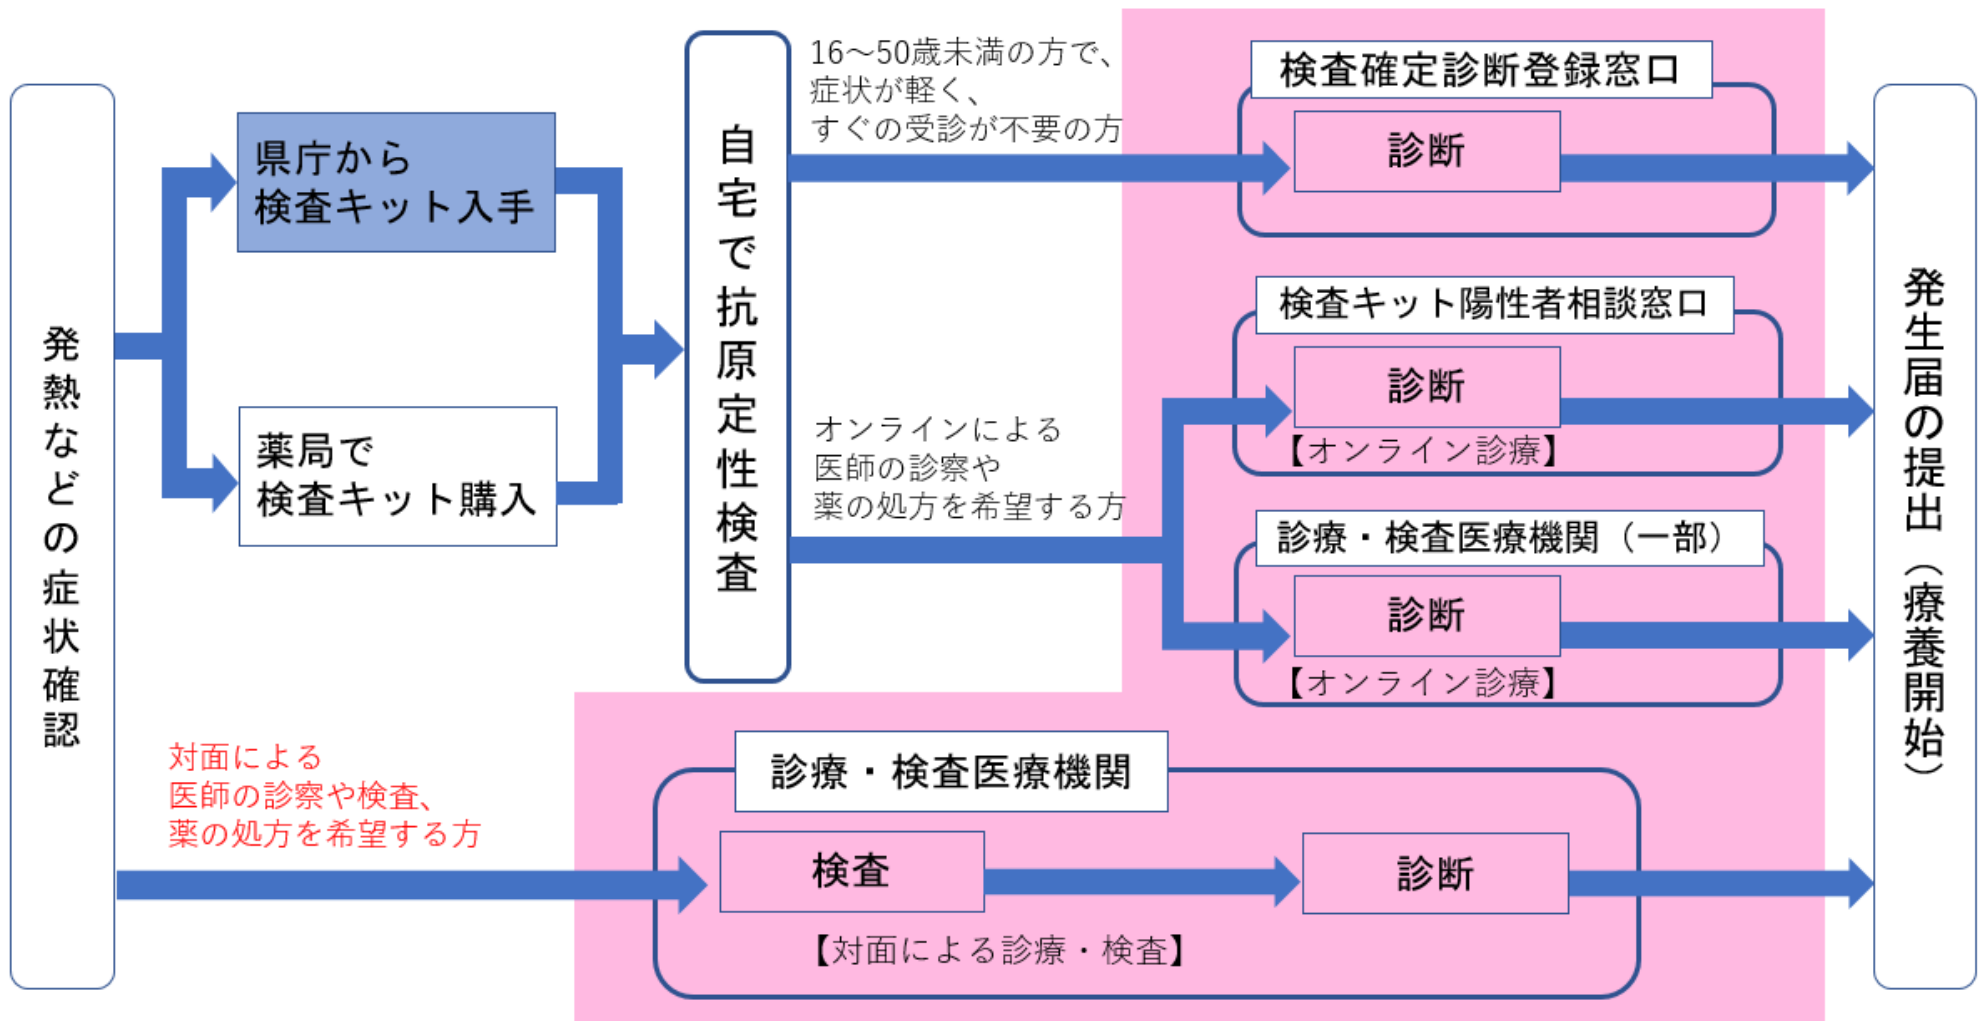 発熱などの症状確認
県庁から
検査キット入手
薬局で
検査キット購入
自宅で抗原定性検査
16～50歳未満の方で、
症状が軽く、
すぐの受診が不要の方
検査確定診断登録窓口
診断
オンラインによる
医師の診察や
薬の処方を希望する方
検査キット陽性者相談窓口
診断
【オンライン診療】
診療・検査医療機関（一部）
診断
【オンライン診療】
対面による
医師の診察や検査、
薬の処方を希望する方
診療・検査医療機関
検査
診断
【対面による診療・検査】
発生届の提出（療養開始）